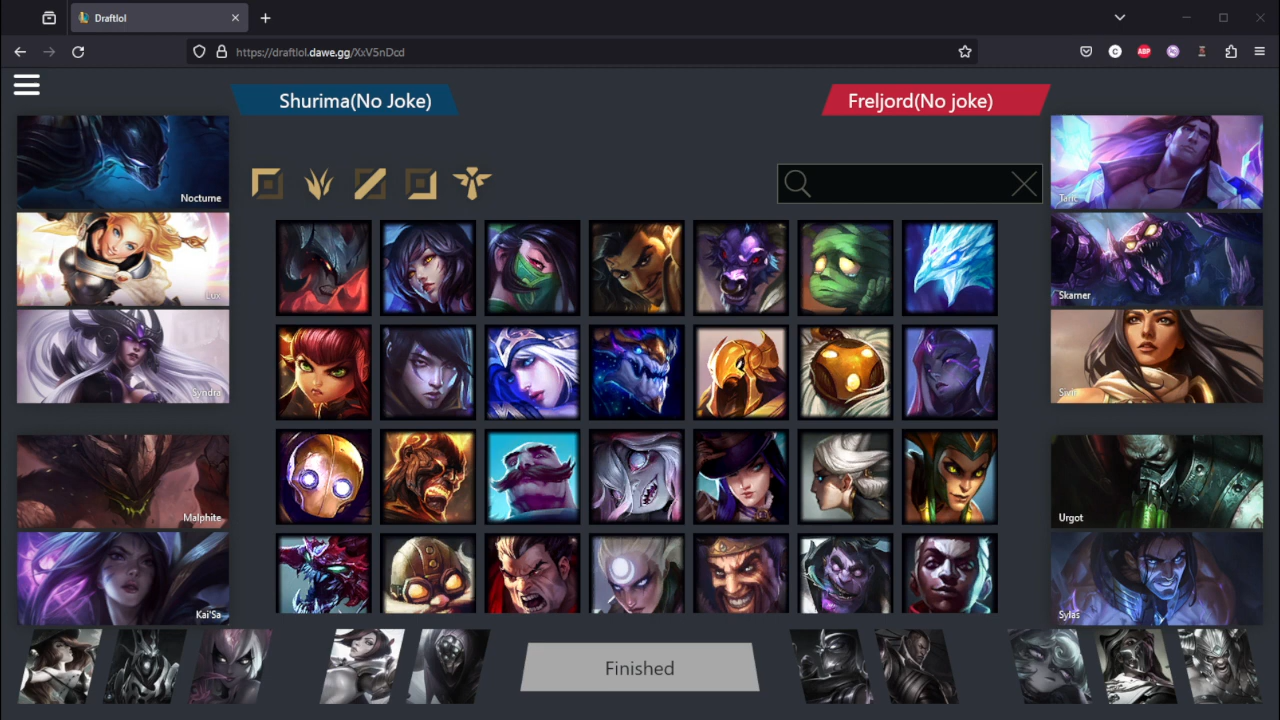 Draftlol
https://draftlol.dawe.gg/XxV5nDcd
C
ABP
Shurima(No Joke)
Freljord(No joke)
Nocturne
Lux
Syndra
Malphite
Kai'Sa
Taric
Skarner
Sivir
Urgot
Sylas
Finished